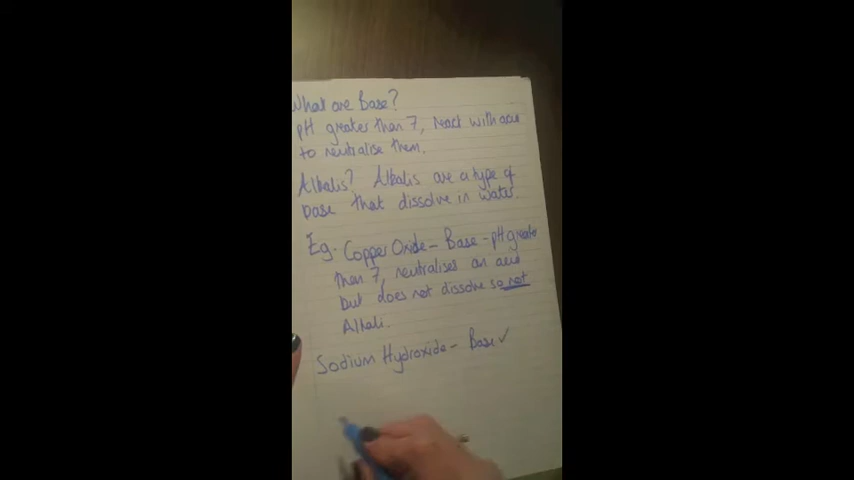 What are Base?
pH greater than 7, react with acid
to neutralise them.
Alkalis? Alkalis are a type of
base that dissolve in water.
Eg. Copper Oxide - Base - pH greater
than 7, neutralises an acid
but does not dissolve so not
Alkali.
Sodium Hydroxide - Base ✓